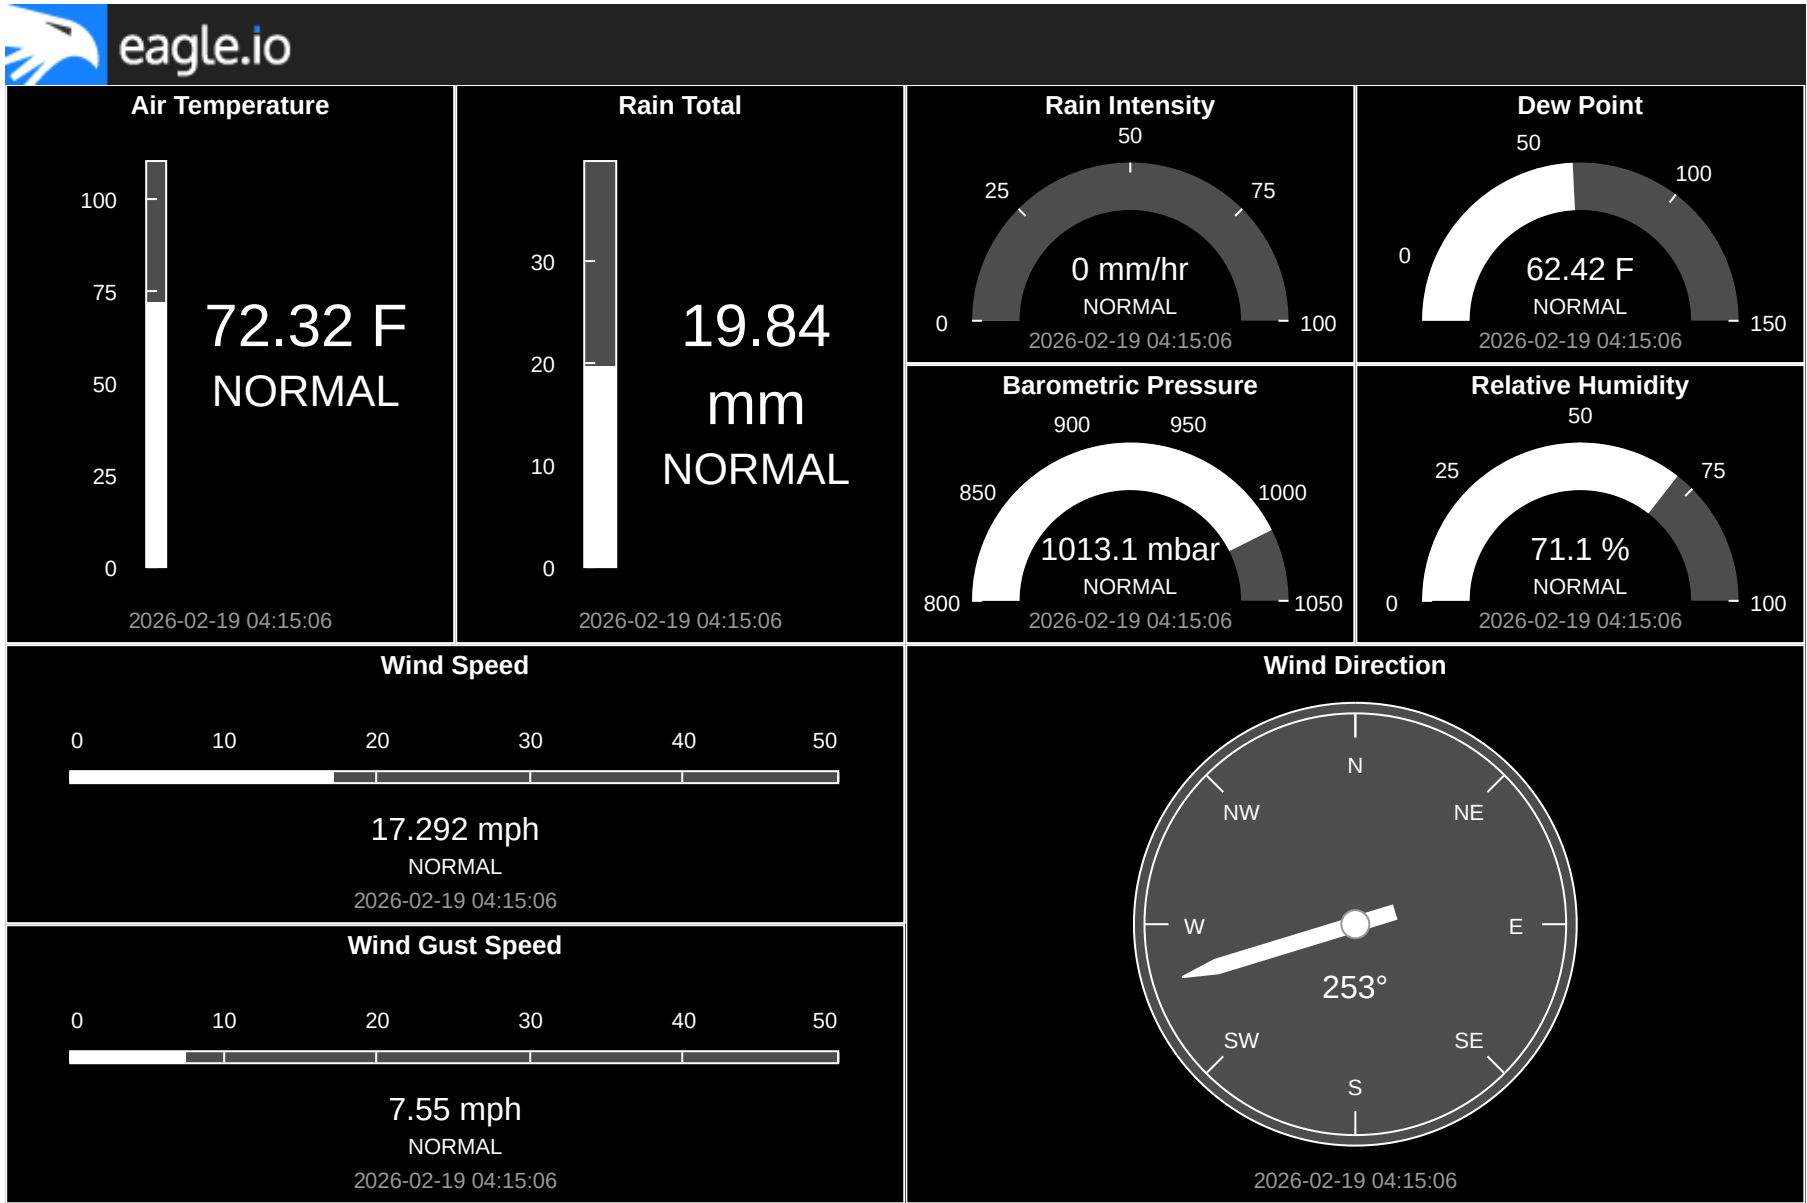 eagle.io
Air Temperature
100
75
50
25
0
72.32 F
NORMAL
2026-02-19 04:15:06
Rain Total
30
20
10
0
19.84
mm
NORMAL
2026-02-19 04:15:06
Rain Intensity
0
25
50
75
100
0 mm/hr
NORMAL
2026-02-19 04:15:06
Dew Point
0
50
100
150
62.42 F
NORMAL
2026-02-19 04:15:06
Barometric Pressure
800
850
900
950
1000
1050
1013.1 mbar
NORMAL
2026-02-19 04:15:06
Relative Humidity
0
25
50
75
100
71.1 %
NORMAL
2026-02-19 04:15:06
Wind Speed
0 10 20 30 40 50
17.292 mph
NORMAL
2026-02-19 04:15:06
Wind Gust Speed
0 10 20 30 40 50
7.55 mph
NORMAL
2026-02-19 04:15:06
Wind Direction
N
NW NE
W E
253°
SW SE
S
2026-02-19 04:15:06